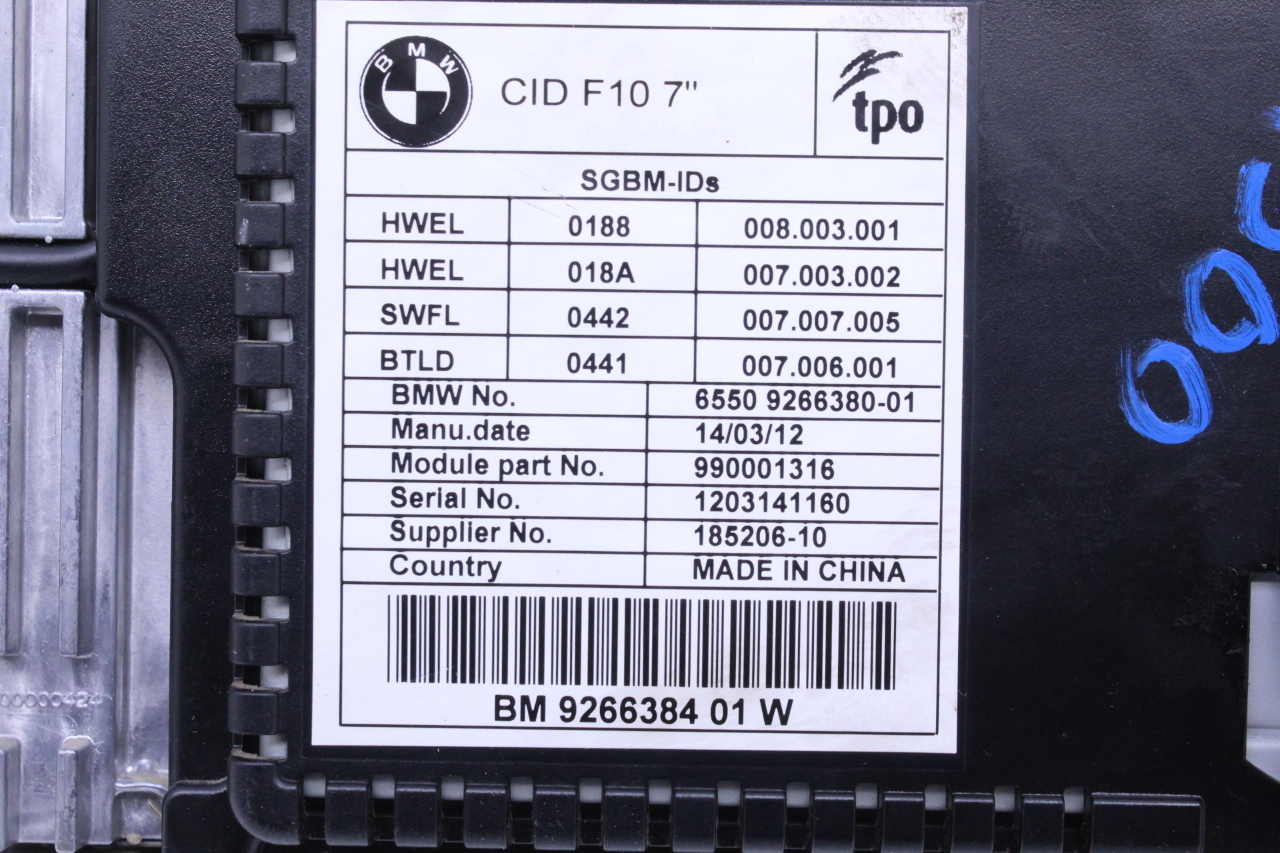 BMW
CID F10 7"
tpo
SGBM-IDs
HWEL 0188 008.003.001
HWEL 018A 007.003.002
SWFL 0442 007.007.005
BTLD 0441 007.006.001
BMW No. 6550 9266380-01
Manu.date 14/03/12
Module part No. 990001316
Serial No. 1203141160
Supplier No. 185206-10
Country MADE IN CHINA
BM 9266384 01 W